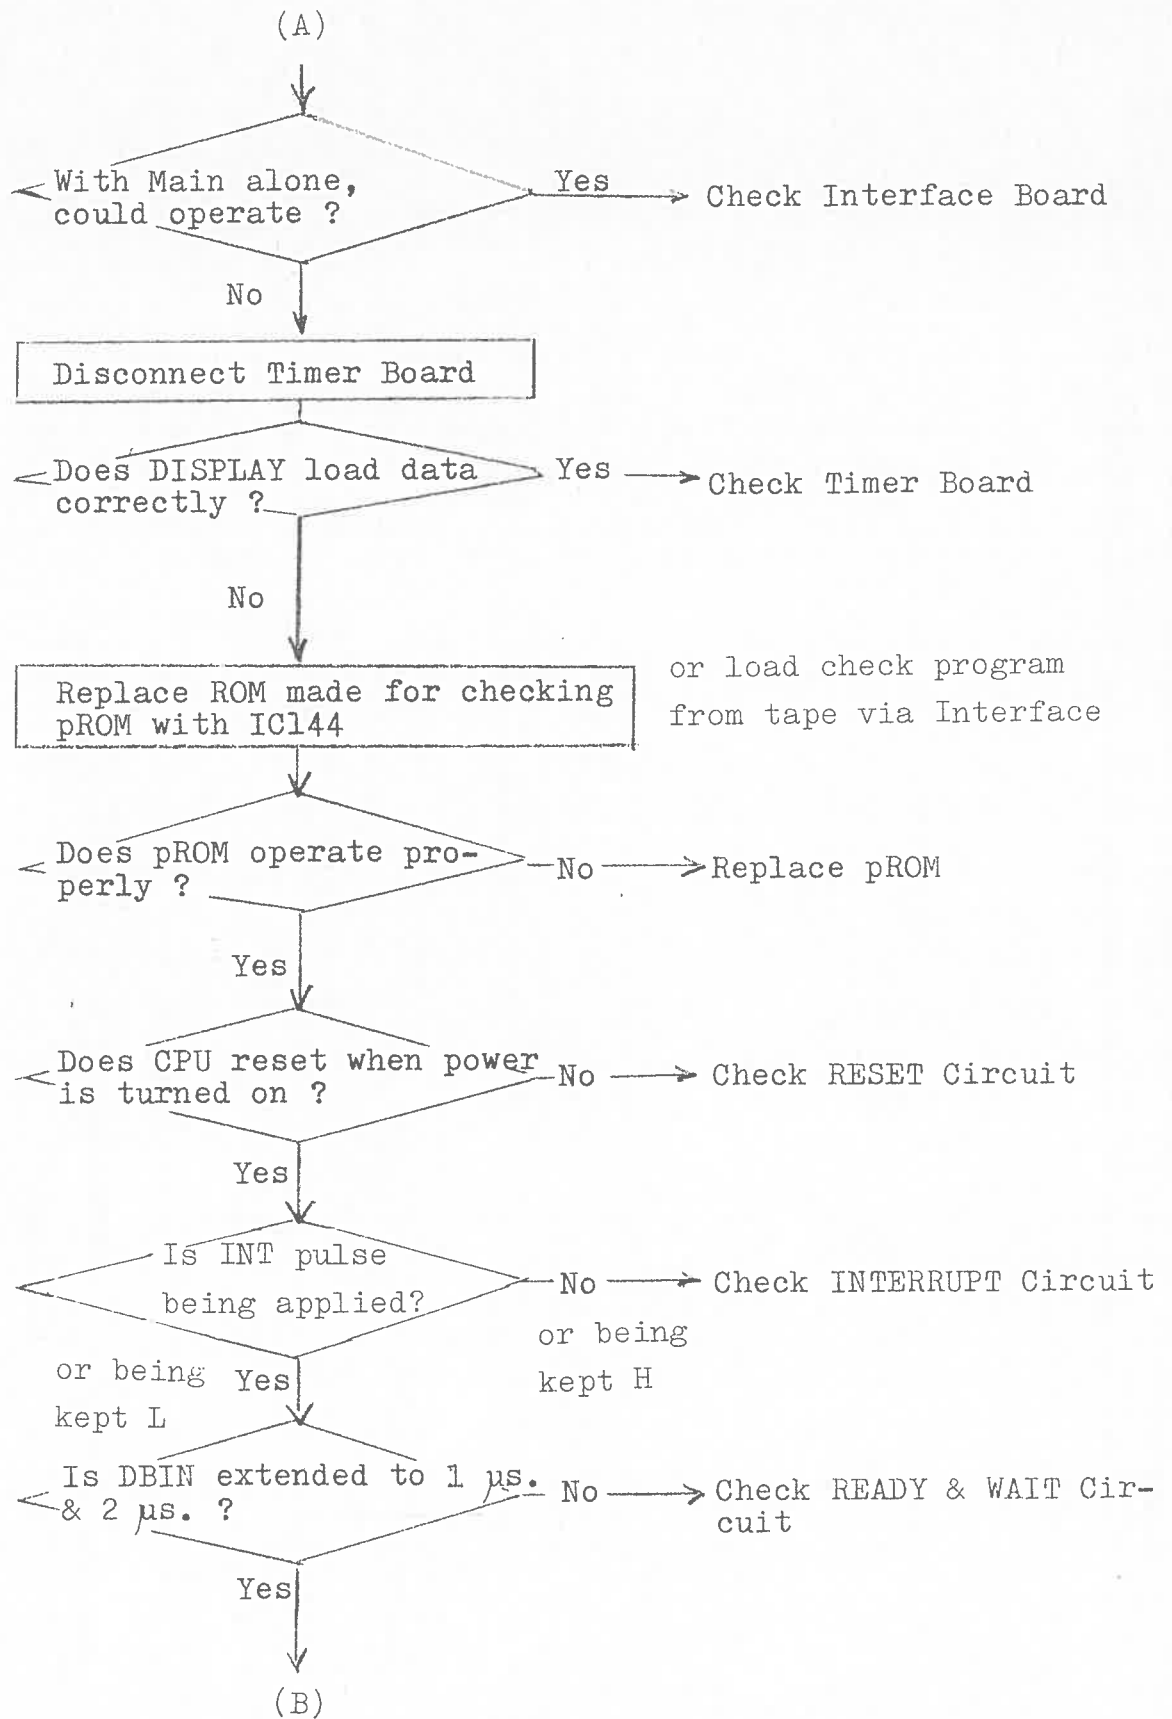 (A)
With Main alone,
could operate ?
Yes
Check Interface Board
No
Disconnect Timer Board
Does DISPLAY load data
correctly ?
Yes
Check Timer Board
No
Replace ROM made for checking
pROM with IC144
or load check program
from tape via Interface
Does pROM operate pro-
perly ?
No
Replace pROM
Yes
Does CPU reset when power
is turned on ?
No
Check RESET Circuit
Yes
Is INT pulse
being applied?
No
Check INTERRUPT Circuit
or being
kept H
or being
kept L
Yes
Is DBIN extended to 1 µs.
& 2 µs. ?
No
Check READY & WAIT Cir-
cuit
Yes
(B)